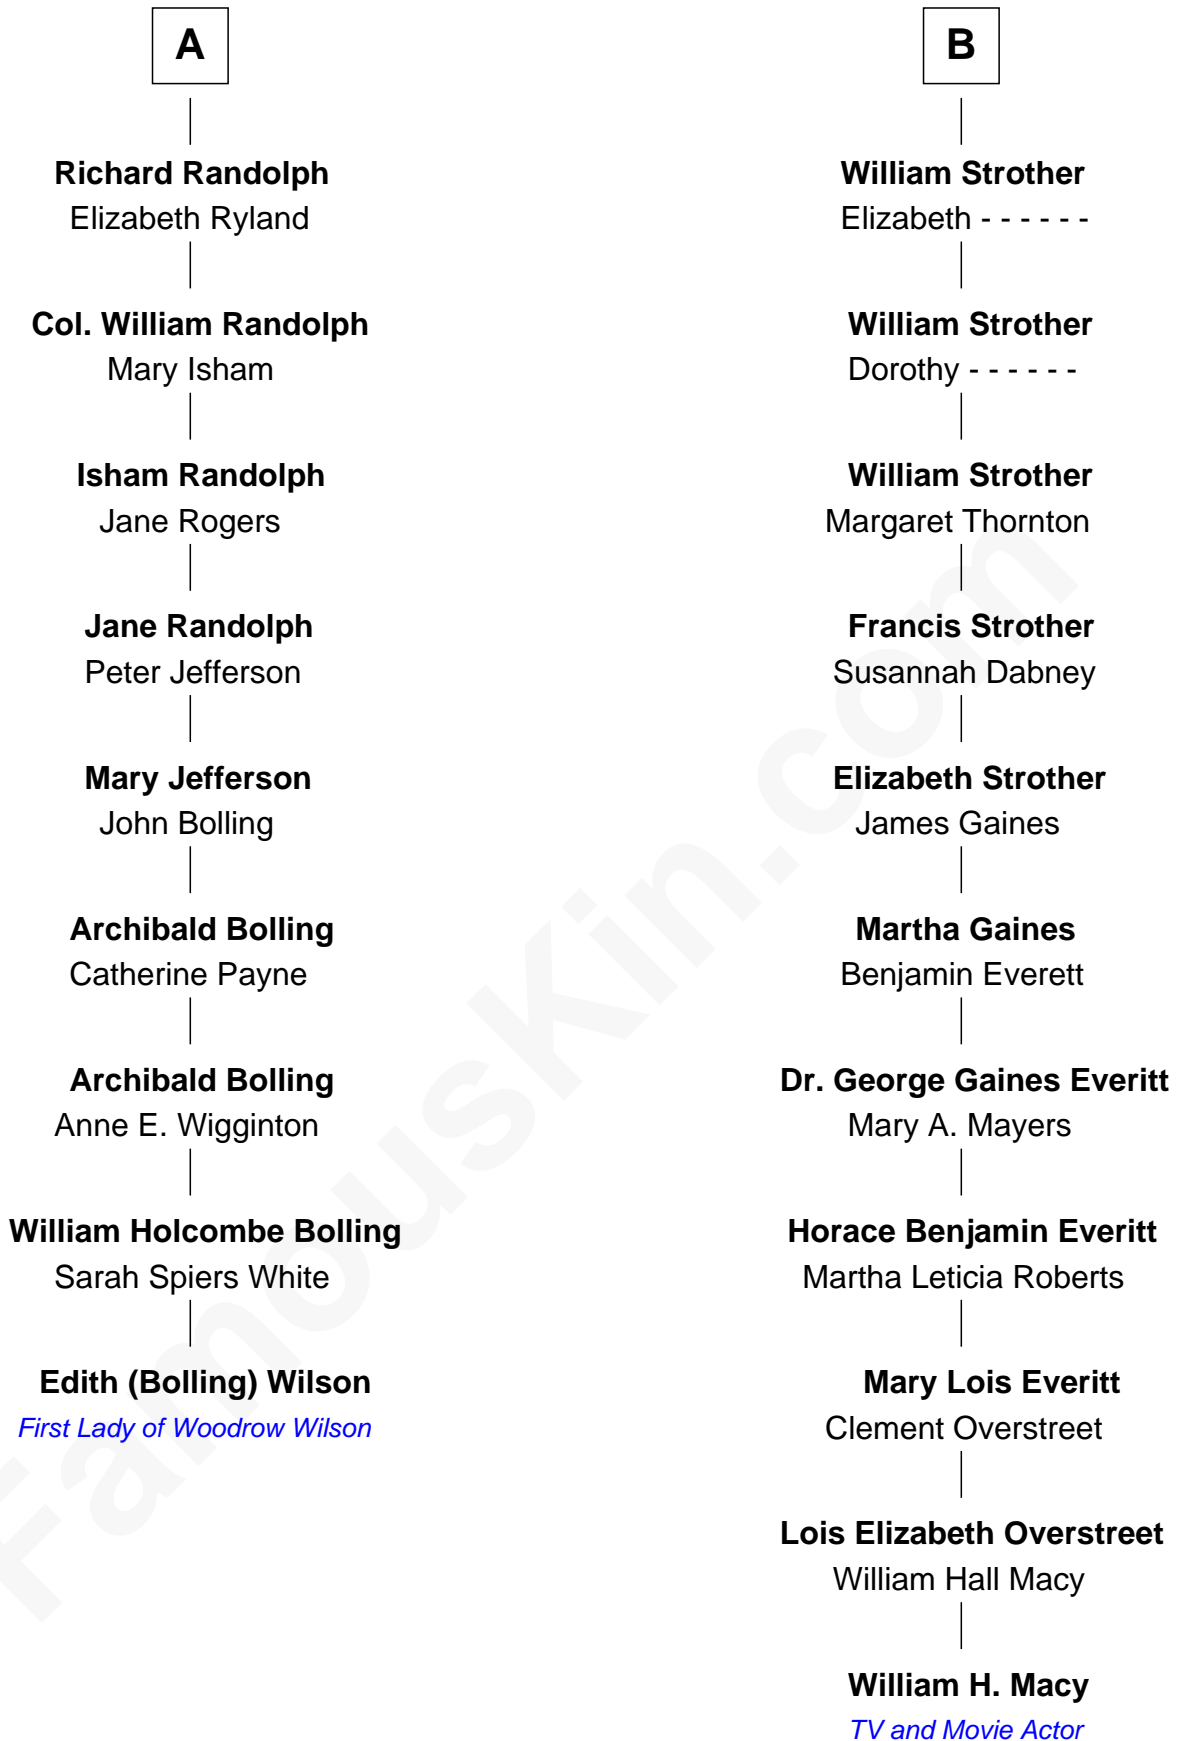 A
Richard Randolph
Elizabeth Ryland
Col. William Randolph
Mary Isham
Isham Randolph
Jane Rogers
Jane Randolph
Peter Jefferson
Mary Jefferson
John Bolling
Archibald Bolling
Catherine Payne
Archibald Bolling
Anne E. Wigginton
William Holcombe Bolling
Sarah Spiers White
Edith (Bolling) Wilson
First Lady of Woodrow Wilson
B
William Strother
Elizabeth - - - - - -
William Strother
Dorothy - - - - - -
William Strother
Margaret Thornton
Francis Strother
Susannah Dabney
Elizabeth Strother
James Gaines
Martha Gaines
Benjamin Everett
Dr. George Gaines Everitt
Mary A. Mayers
Horace Benjamin Everitt
Martha Leticia Roberts
Mary Lois Everitt
Clement Overstreet
Lois Elizabeth Overstreet
William Hall Macy
William H. Macy
TV and Movie Actor
FamousKin.com